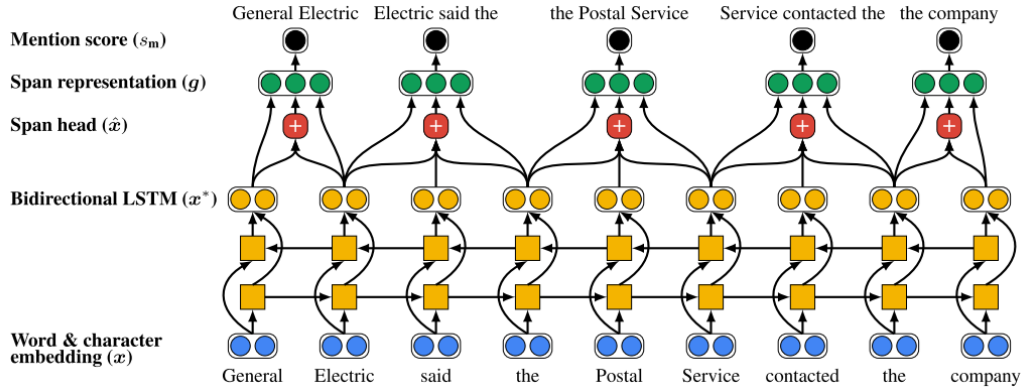 General Electric Electric said the the Postal Service Service contacted the the company
Mention score (sₘ)
Span representation (g)
+ + + + +
Span head (x̂)
Bidirectional LSTM (x*)
Word & character
embedding (x)
General Electric said the Postal Service contacted the company